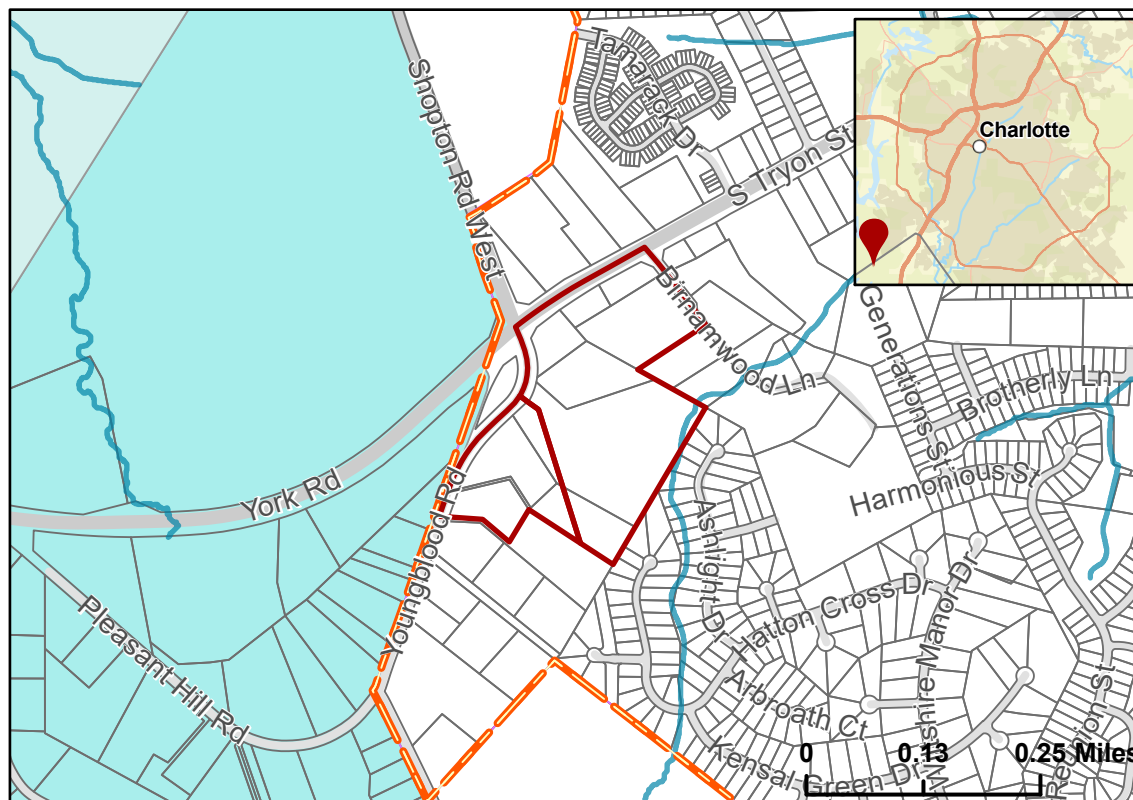 Tamarack Dr
Shopton Rd West
S Tryon St
Charlotte
Birnamwood Ln
Generations St
Brotherly Ln
York Rd
Harmonious St
Youngblood Rd
Ashlight Dr
Hatton Cross Dr
Pleasant Hill Rd
Arbroath Ct
Kensal Green Dr
Reunion St
0 0.13 0.25 Miles